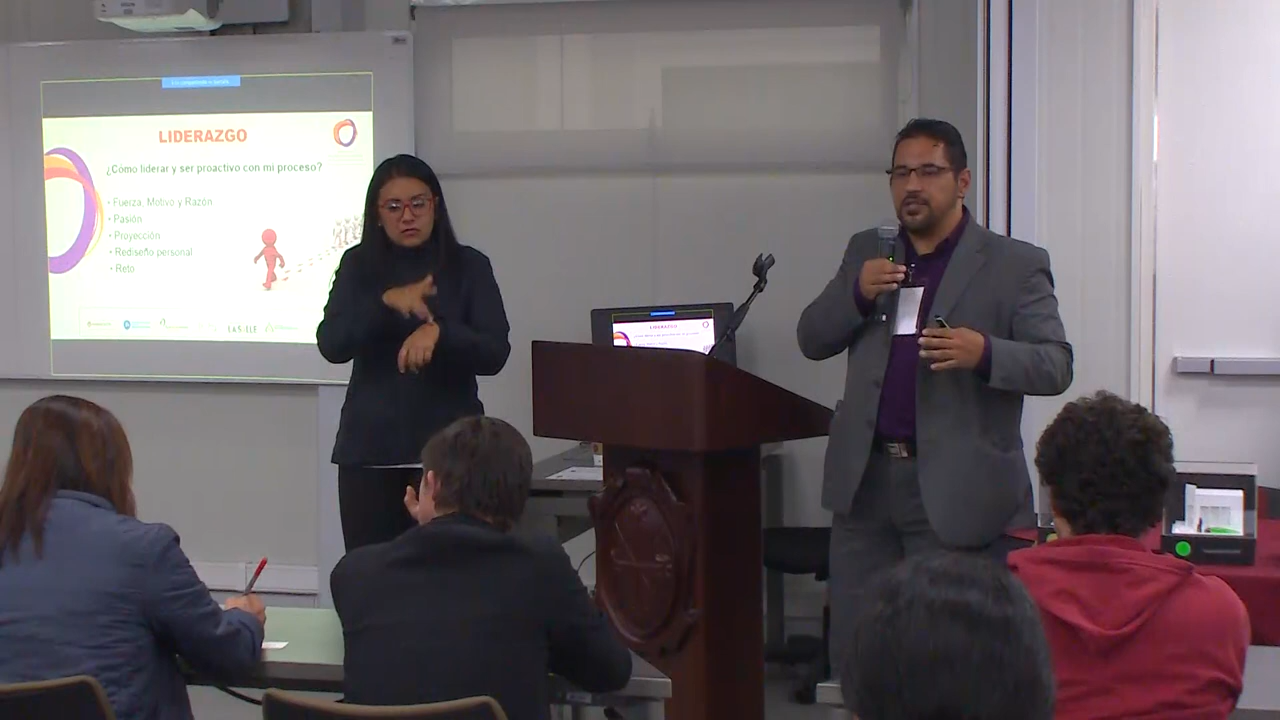 LIDERAZGO
¿Cómo liderar y ser proactivo con mi proceso?
• Fuerza, Motivo y Razón
• Pasión
• Proyección
• Rediseño personal
• Reto
LIDERAZGO